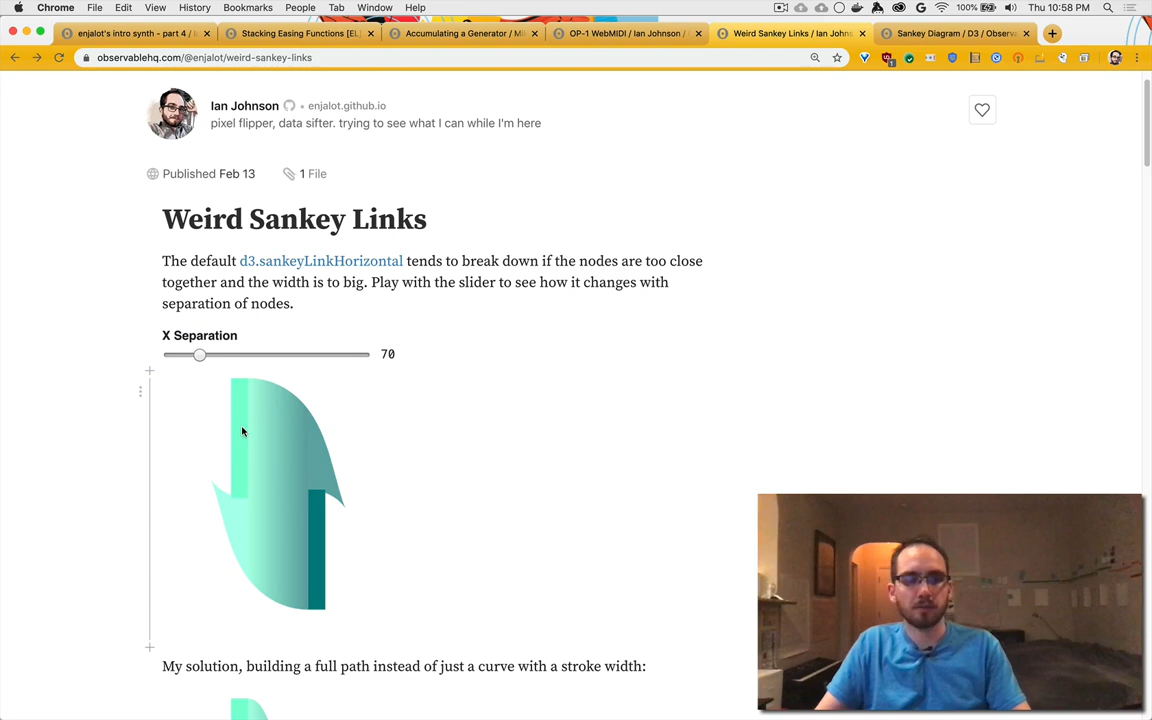 Chrome File Edit View History Bookmarks People Tab Window Help 100% Thu 10:58 PM
enjalot's intro synth - part 4 / I
Stacking Easing Functions [EL]
Accumulating a Generator / Mi
OP-1 WebMIDI / Ian Johnson /
Weird Sankey Links / Ian Johns
Sankey Diagram / D3 / Observa
observablehq.com/@enjalot/weird-sankey-links
Ian Johnson • enjalot.github.io
pixel flipper, data sifter. trying to see what I can while I'm here
Published Feb 13 1 File
Weird Sankey Links
The default d3.sankeyLinkHorizontal tends to break down if the nodes are too close
together and the width is to big. Play with the slider to see how it changes with
separation of nodes.
X Separation
70
My solution, building a full path instead of just a curve with a stroke width: